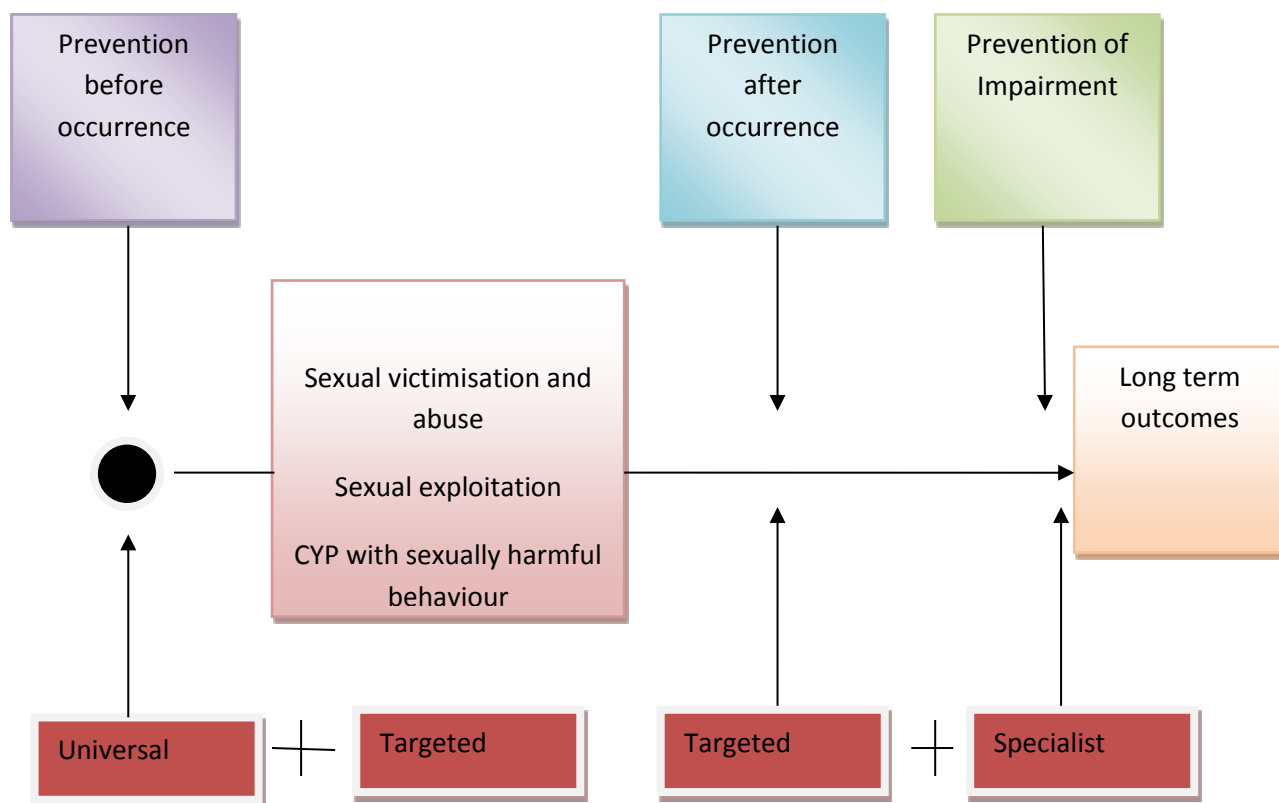 Prevention
before
occurrence
Prevention
after
occurrence
Prevention of
Impairment
Sexual victimisation and
abuse
Sexual exploitation
CYP with sexually harmful
behaviour
Long term
outcomes
Universal
Targeted
Targeted
Specialist